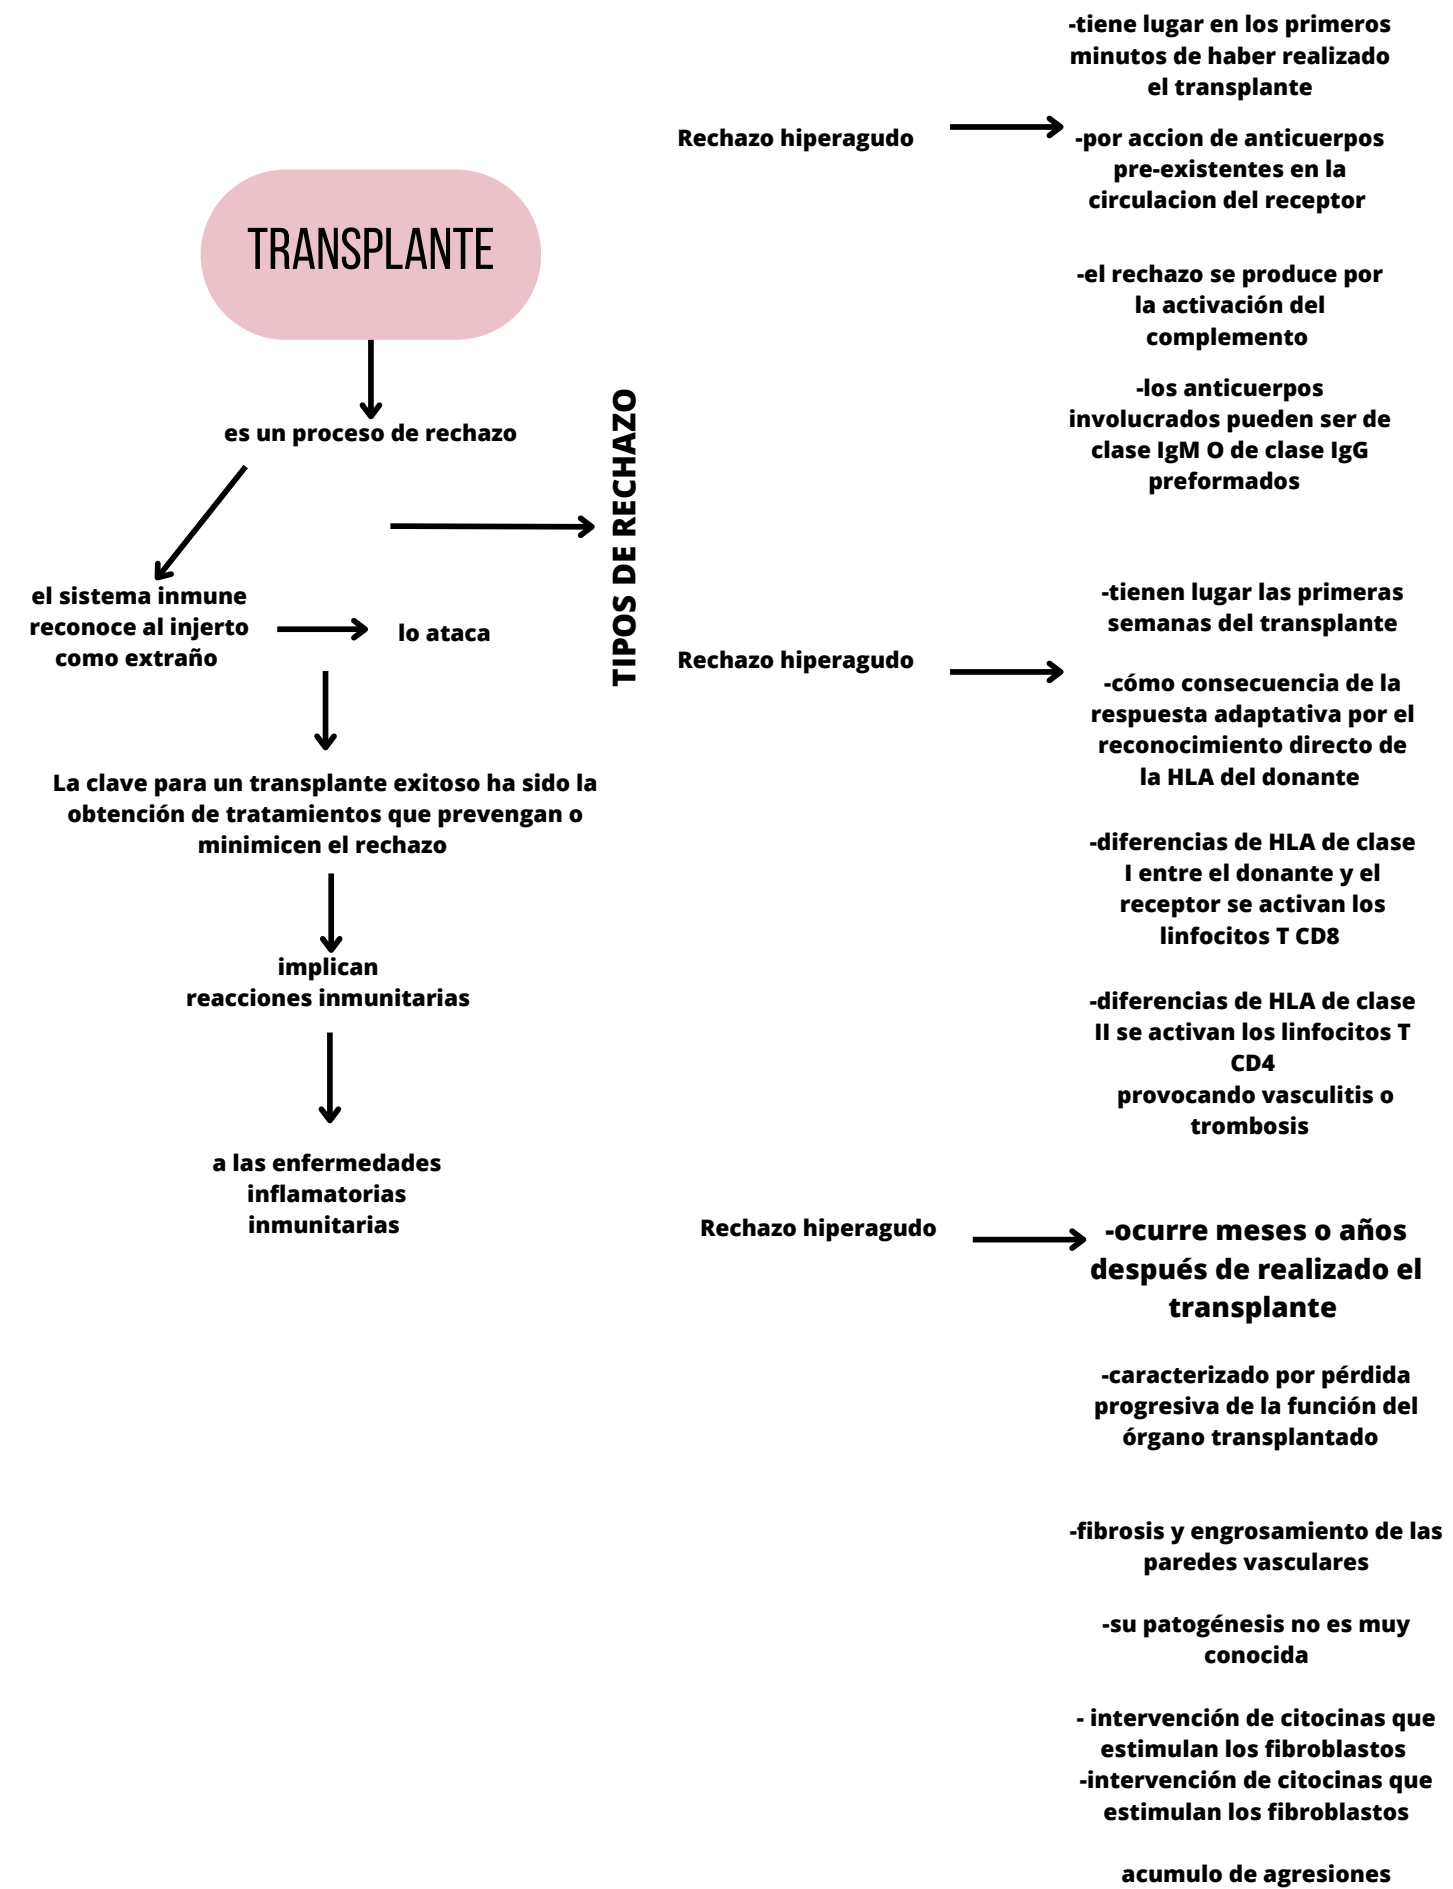 TRANSPLANTE
es un proceso de rechazo
el sistema inmune
reconoce al injerto
como extraño
lo ataca
La clave para un transplante exitoso ha sido la
obtención de tratamientos que prevengan o
minimicen el rechazo
implican
reacciones inmunitarias
a las enfermedades
inflamatorias
inmunitarias
TIPOS DE RECHAZO
Rechazo hiperagudo
-tiene lugar en los primeros
minutos de haber realizado
el transplante
-por accion de anticuerpos
pre-existentes en la
circulacion del receptor
-el rechazo se produce por
la activación del
complemento
-los anticuerpos
involucrados pueden ser de
clase IgM O de clase IgG
preformados
Rechazo hiperagudo
-tienen lugar las primeras
semanas del transplante
-cómo consecuencia de la
respuesta adaptativa por el
reconocimiento directo de
la HLA del donante
-diferencias de HLA de clase
I entre el donante y el
receptor se activan los
linfocitos T CD8
-diferencias de HLA de clase
II se activan los linfocitos T
CD4
provocando vasculitis o
trombosis
Rechazo hiperagudo
-ocurre meses o años
después de realizado el
transplante
-caracterizado por pérdida
progresiva de la función del
órgano transplantado
-fibrosis y engrosamiento de las
paredes vasculares
-su patogénesis no es muy
conocida
- intervención de citocinas que
estimulan los fibroblastos
-intervención de citocinas que
estimulan los fibroblastos
acumulo de agresiones